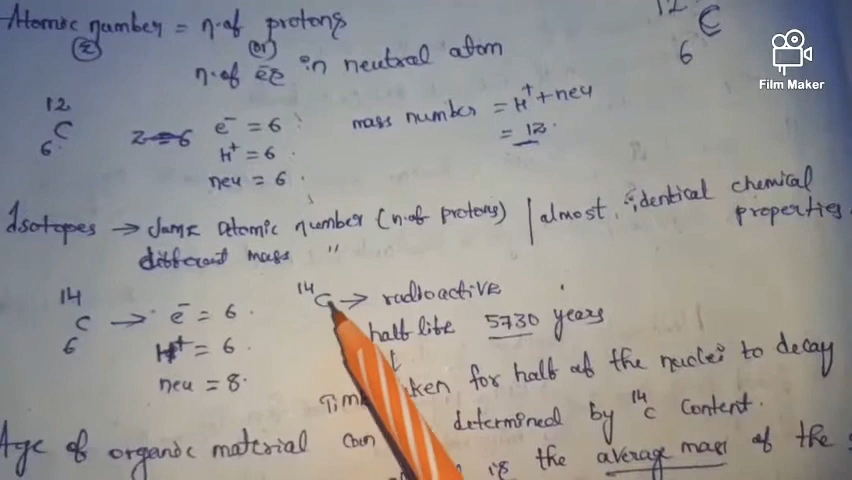 Atomic number = n.of protons
(z) (or)
n.of ēs in neutral atom
12
C
6
Film Maker
12
C
6
z = 6
e⁻ = 6
H⁺ = 6
neu = 6
mass number = H⁺ + neu
= 12.
Isotopes → Same Atomic number (n.of protons) | almost identical chemical properties.
different mass "
14
C → e⁻ = 6
6
H⁺ = 6
neu = 8.
¹⁴C → radioactive
half life 5730 years
for half of the nuclei to decay
Age of organic material can determined by ¹⁴C content.
is the average mass of the